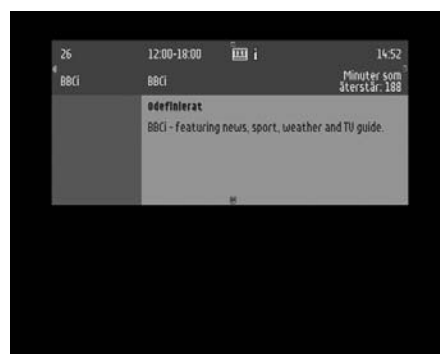 26 12:00-18:00 i 14:52
BBCi BBCi Minuter som
återstår: 188
Odefinierat
BBCi - featuring news, sport, weather and TV guide.